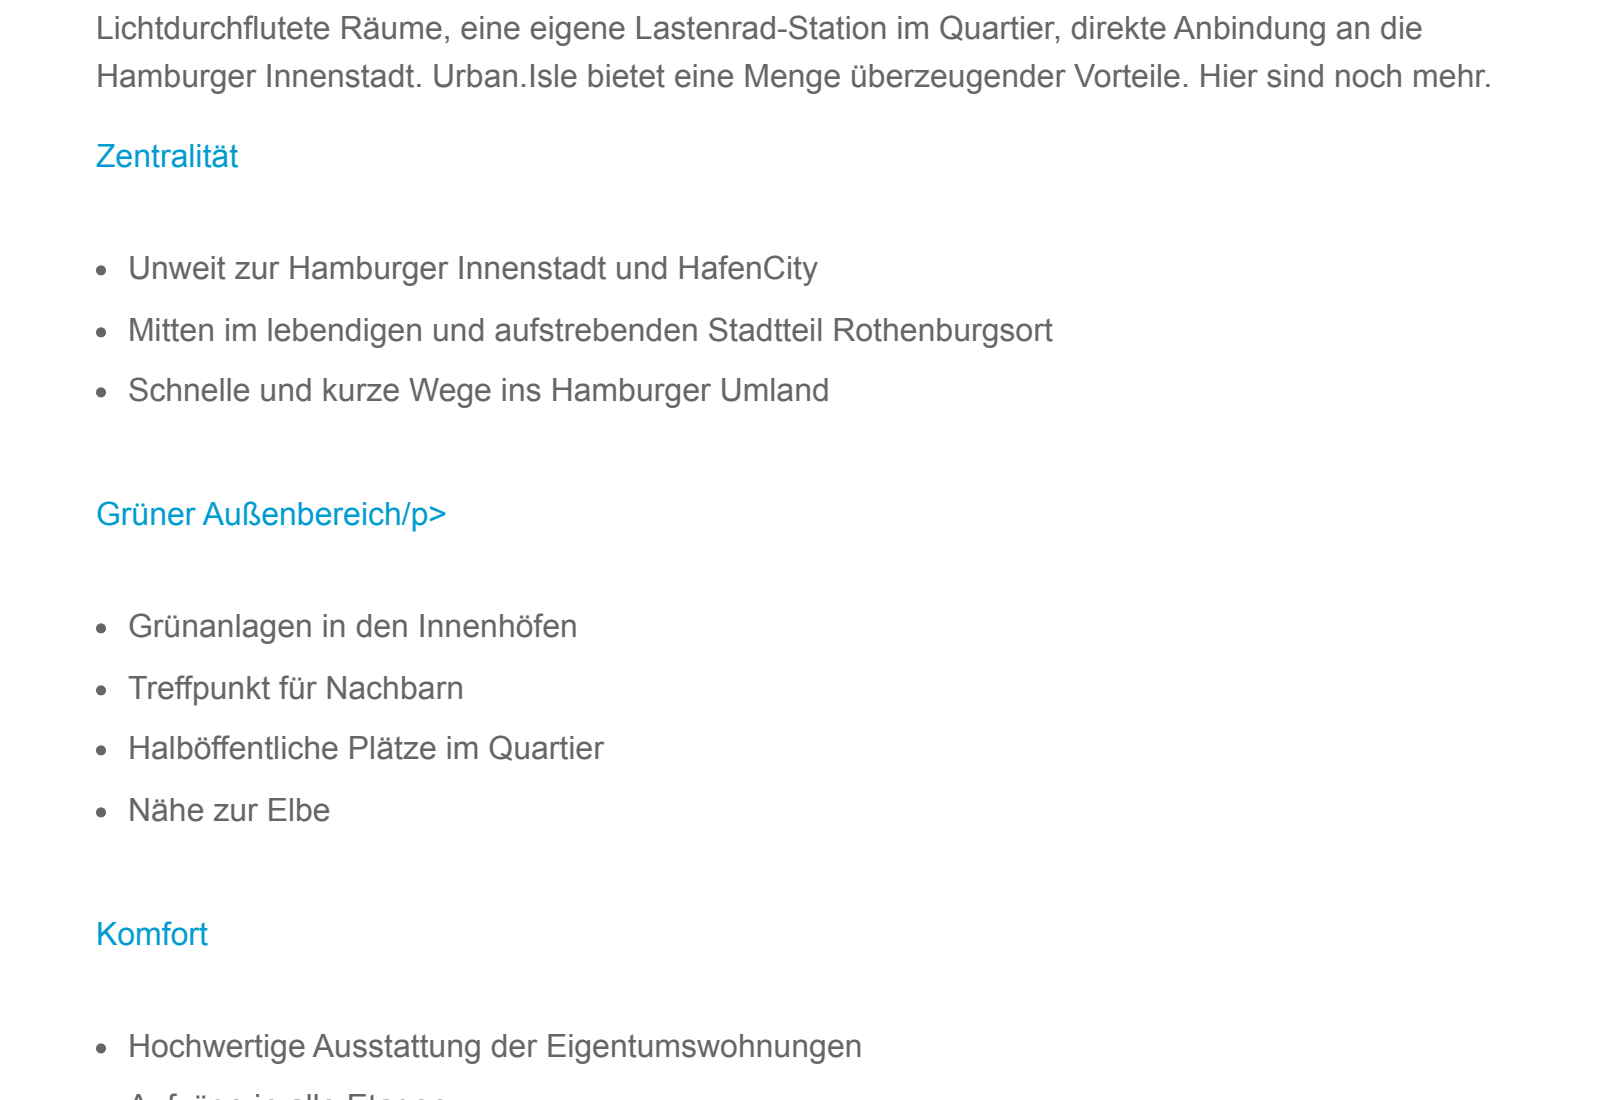 Lichtdurchflutete Räume, eine eigene Lastenrad-Station im Quartier, direkte Anbindung an die
Hamburger Innenstadt. Urban.Isle bietet eine Menge überzeugender Vorteile. Hier sind noch mehr.
Zentralität
Unweit zur Hamburger Innenstadt und HafenCity
Mitten im lebendigen und aufstrebenden Stadtteil Rothenburgsort
Schnelle und kurze Wege ins Hamburger Umland
Grüner Außenbereich/p>
Grünanlagen in den Innenhöfen
Treffpunkt für Nachbarn
Halböffentliche Plätze im Quartier
Nähe zur Elbe
Komfort
Hochwertige Ausstattung der Eigentumswohnungen